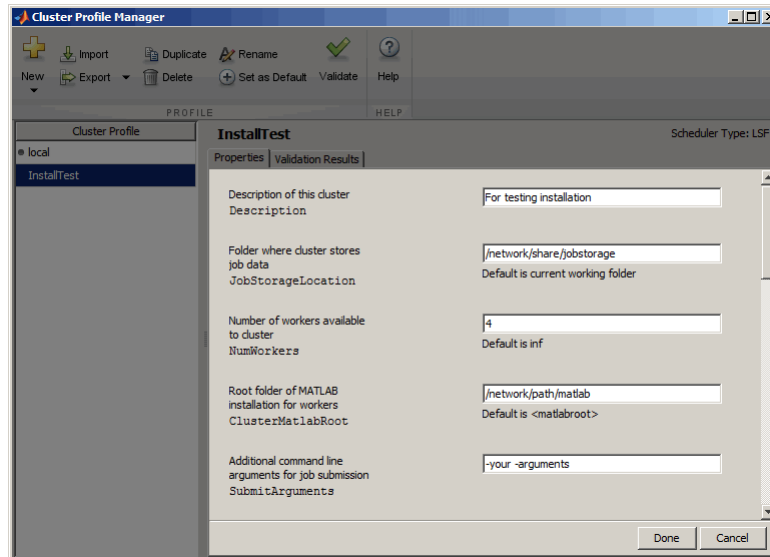 Cluster Profile Manager
Import
Duplicate
Rename
New
Export
Delete
Set as Default
Validate
Help
PROFILE
HELP
Cluster Profile
local
InstallTest
InstallTest
Scheduler Type: LSF
Properties
Validation Results
Description of this cluster
Description
For testing installation
Folder where cluster stores
job data
JobStorageLocation
/network/share/jobstorage
Default is current working folder
Number of workers available
to cluster
NumWorkers
4
Default is inf
Root folder of MATLAB
installation for workers
ClusterMatlabRoot
/network/path/matlab
Default is <matlabroot>
Additional command line
arguments for job submission
SubmitArguments
-your -arguments
Done
Cancel